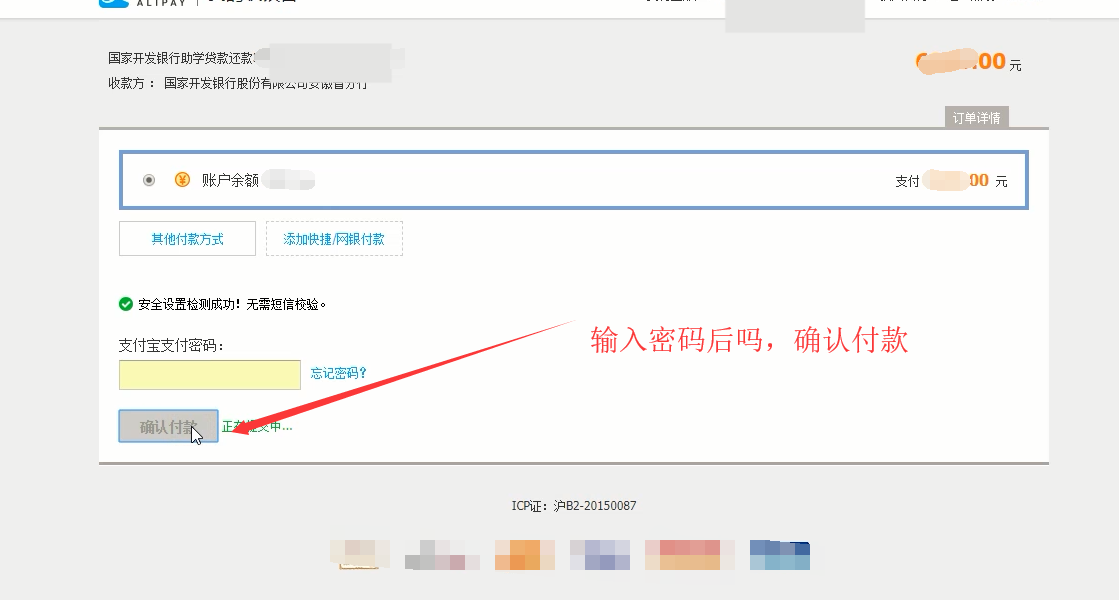 ALIPAY
国家开发银行助学贷款还款
收款方： 国家开发银行股份有限公司安徽省分行
00 元
订单详情
账户余额
支付 00 元
其他付款方式 添加快捷/网银付款
安全设置检测成功！无需短信校验。
输入密码后吗，确认付款
支付宝支付密码：
忘记密码？
确认付款 正在提交中...
ICP证：沪B2-20150087